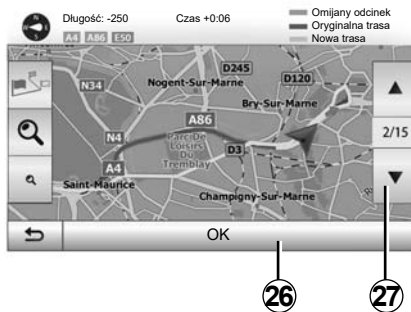 Długość: -250 Czas +0:06
A4 A86 E50
Omijany odcinek
Oryginalna trasa
Nowa trasa
D245
N34
D120
Nogent-Sur-Marne
Bry-Sur-Marne
A86
2/15
N4
Parc De
Loisirs
Du
Tremblay
D3
A4
Saint-Maurice
Champigny-Sur-Marne
OK
26
27